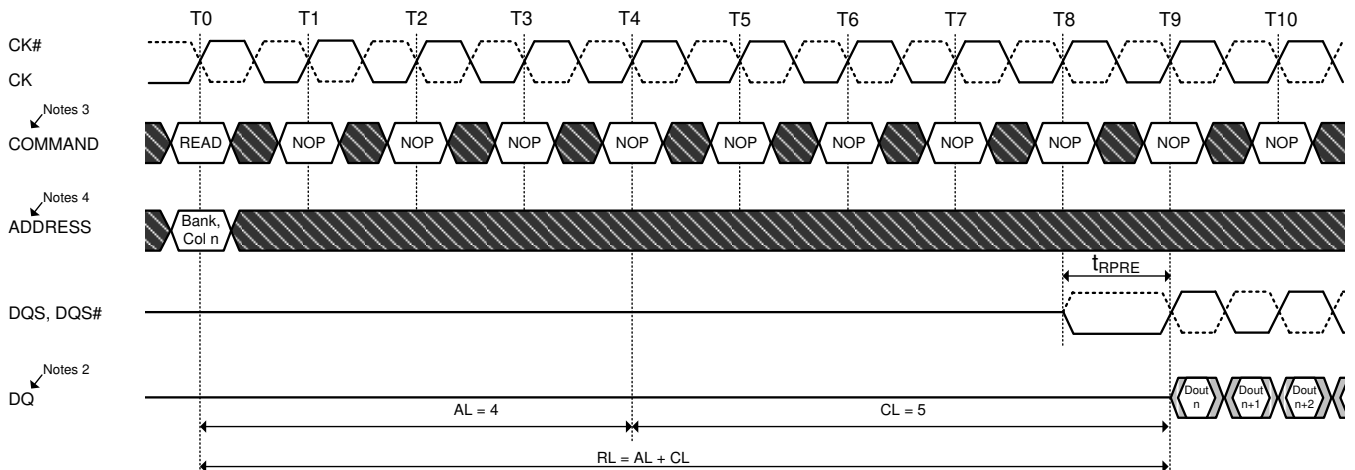 T0 T1 T2 T3 T4 T5 T6 T7 T8 T9 T10
CK#
CK
Notes 3
COMMAND READ NOP NOP NOP NOP NOP NOP NOP NOP NOP NOP
Notes 4
ADDRESS
Bank,
Col n
tRPRE
DQS, DQS#
Notes 2
DQ
Dout n
Dout n+1
Dout n+2
AL = 4 CL = 5
RL = AL + CL